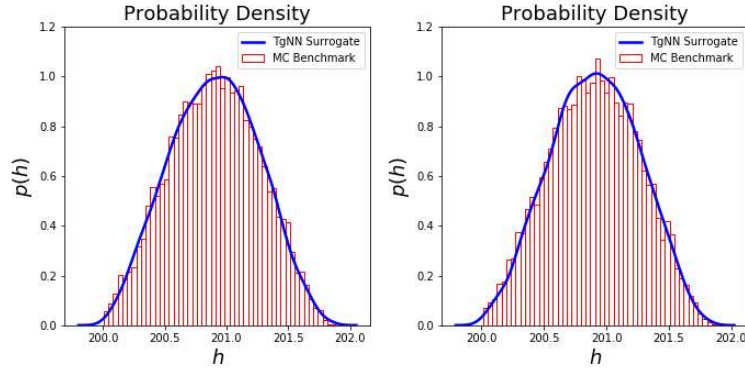 Probability Density
TgNN Surrogate
MC Benchmark
p(h)
1.2
1.0
0.8
0.6
0.4
0.2
0.0
200.0 200.5 201.0 201.5 202.0
h
Probability Density
TgNN Surrogate
MC Benchmark
p(h)
1.2
1.0
0.8
0.6
0.4
0.2
0.0
200.0 200.5 201.0 201.5 202.0
h